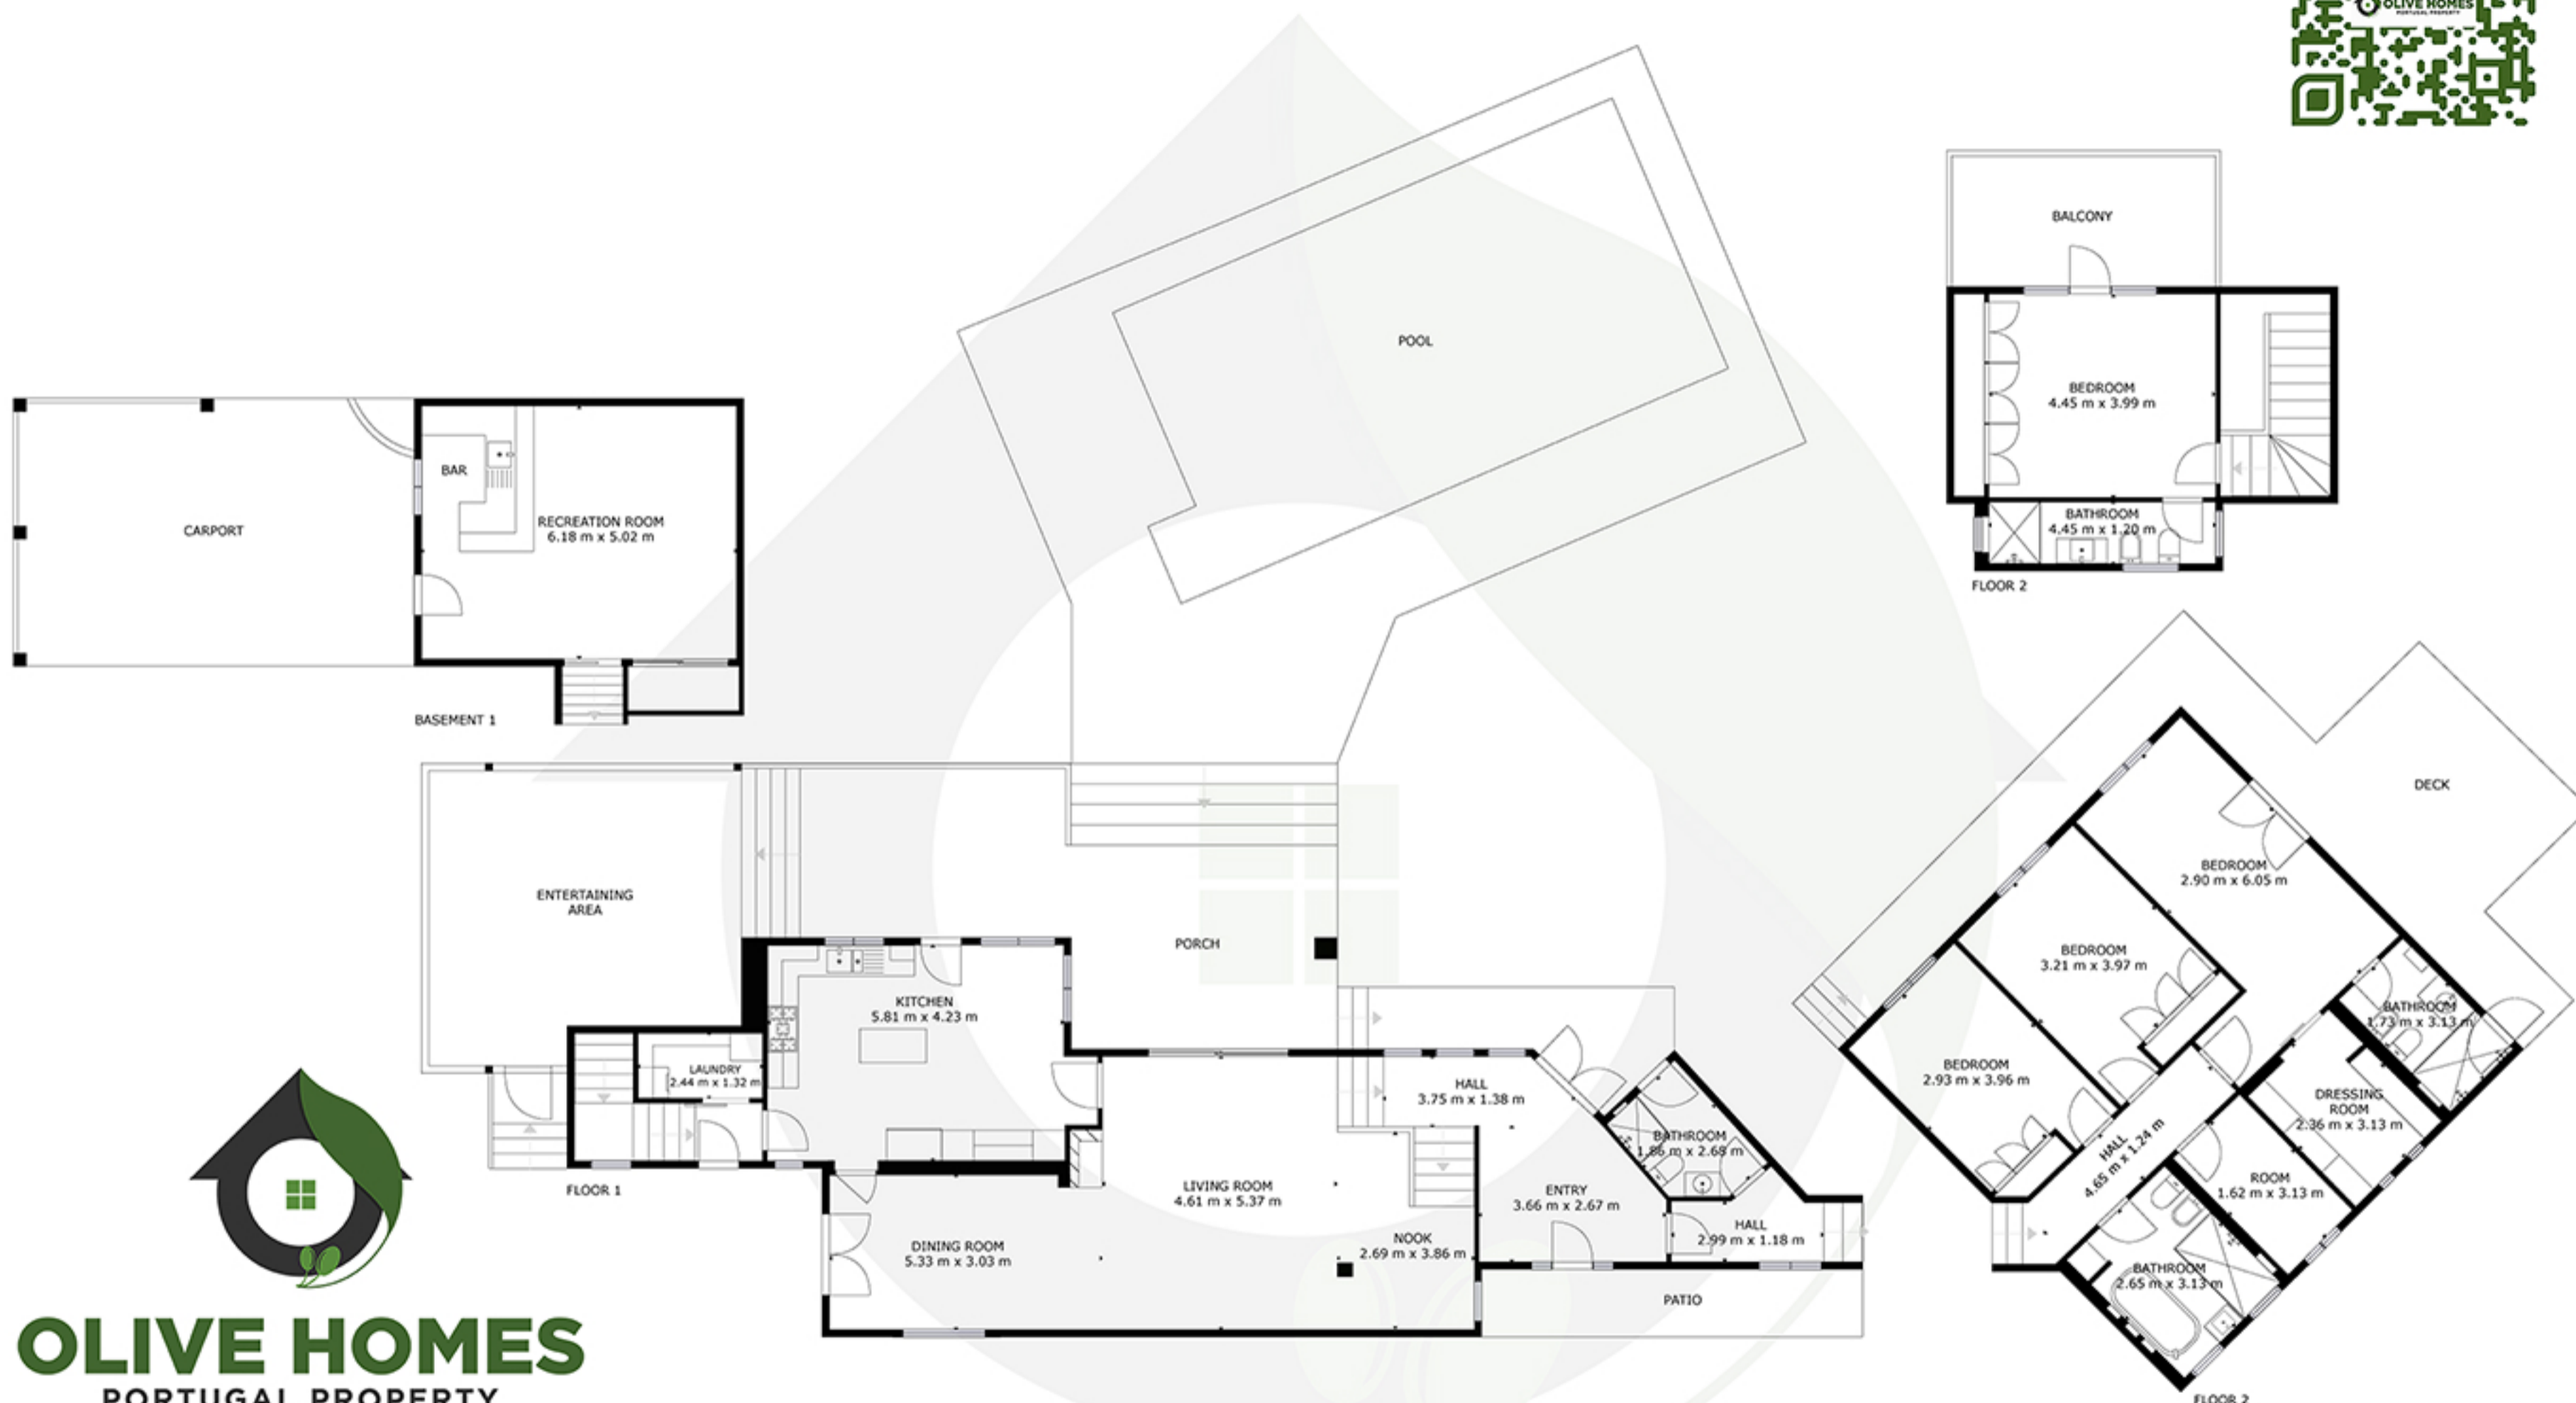 OLIVE HOMES
PORTUGAL PROPERTY
BALCONY
BEDROOM
4.45 m x 3.99 m
BATHROOM
4.45 m x 1.20 m
FLOOR 2
POOL
BAR
CARPORT
RECREATION ROOM
6.18 m x 5.02 m
BASEMENT 1
ENTERTAINING
AREA
PORCH
KITCHEN
5.81 m x 4.23 m
LAUNDRY
2.44 m x 1.32 m
FLOOR 1
HALL
3.75 m x 1.38 m
BATHROOM
1.86 m x 2.68 m
LIVING ROOM
4.61 m x 5.37 m
ENTRY
3.66 m x 2.67 m
DINING ROOM
5.33 m x 3.03 m
NOOK
2.69 m x 3.86 m
HALL
2.99 m x 1.18 m
PATIO
DECK
BEDROOM
2.90 m x 6.05 m
BEDROOM
3.21 m x 3.97 m
BATHROOM
1.73 m x 3.13 m
BEDROOM
2.93 m x 3.96 m
DRESSING
ROOM
2.36 m x 3.13 m
HALL
4.65 m x 1.24 m
ROOM
1.62 m x 3.13 m
BATHROOM
2.65 m x 3.13 m
FLOOR 2
OLIVE HOMES
PORTUGAL PROPERTY